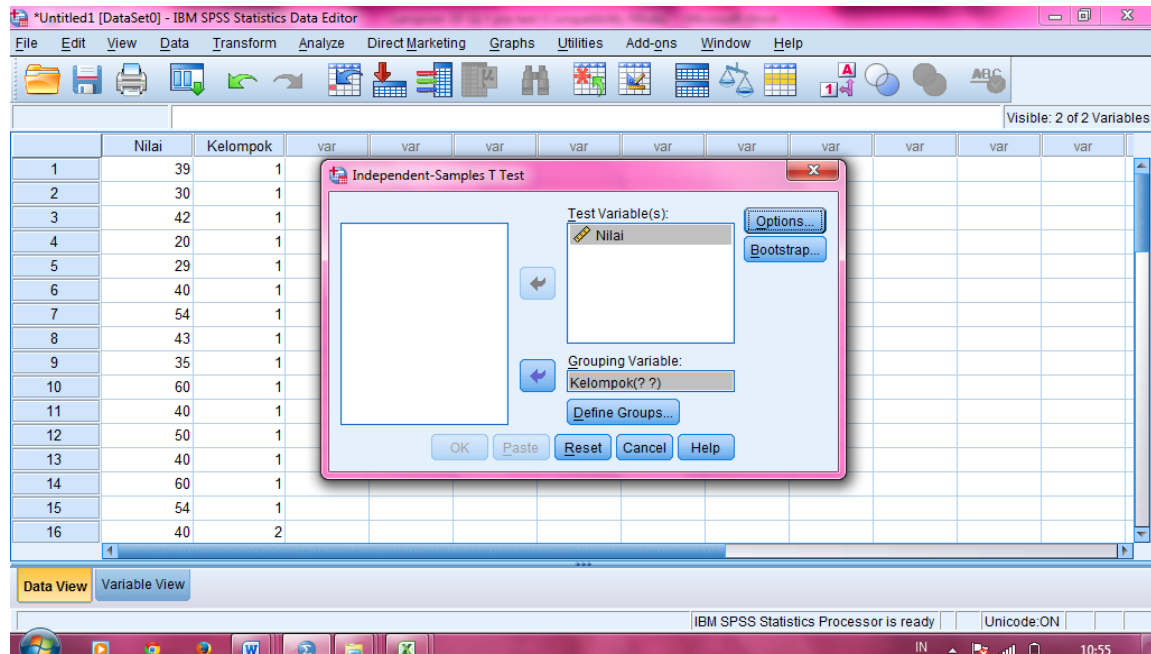 *Untitled1 [DataSet0] - IBM SPSS Statistics Data Editor
File Edit View Data Transform Analyze Direct Marketing Graphs Utilities Add-ons Window Help
Visible: 2 of 2 Variables
Nilai Kelompok var var var var var var var var var var
1 39 1
2 30 1
3 42 1
4 20 1
5 29 1
6 40 1
7 54 1
8 43 1
9 35 1
10 60 1
11 40 1
12 50 1
13 40 1
14 60 1
15 54 1
16 40 2
Independent-Samples T Test
Test Variable(s):
Nilai
Options...
Bootstrap...
Grouping Variable:
Kelompok(? ?)
Define Groups...
OK Paste Reset Cancel Help
Data View Variable View
IBM SPSS Statistics Processor is ready Unicode:ON
IN 10:55